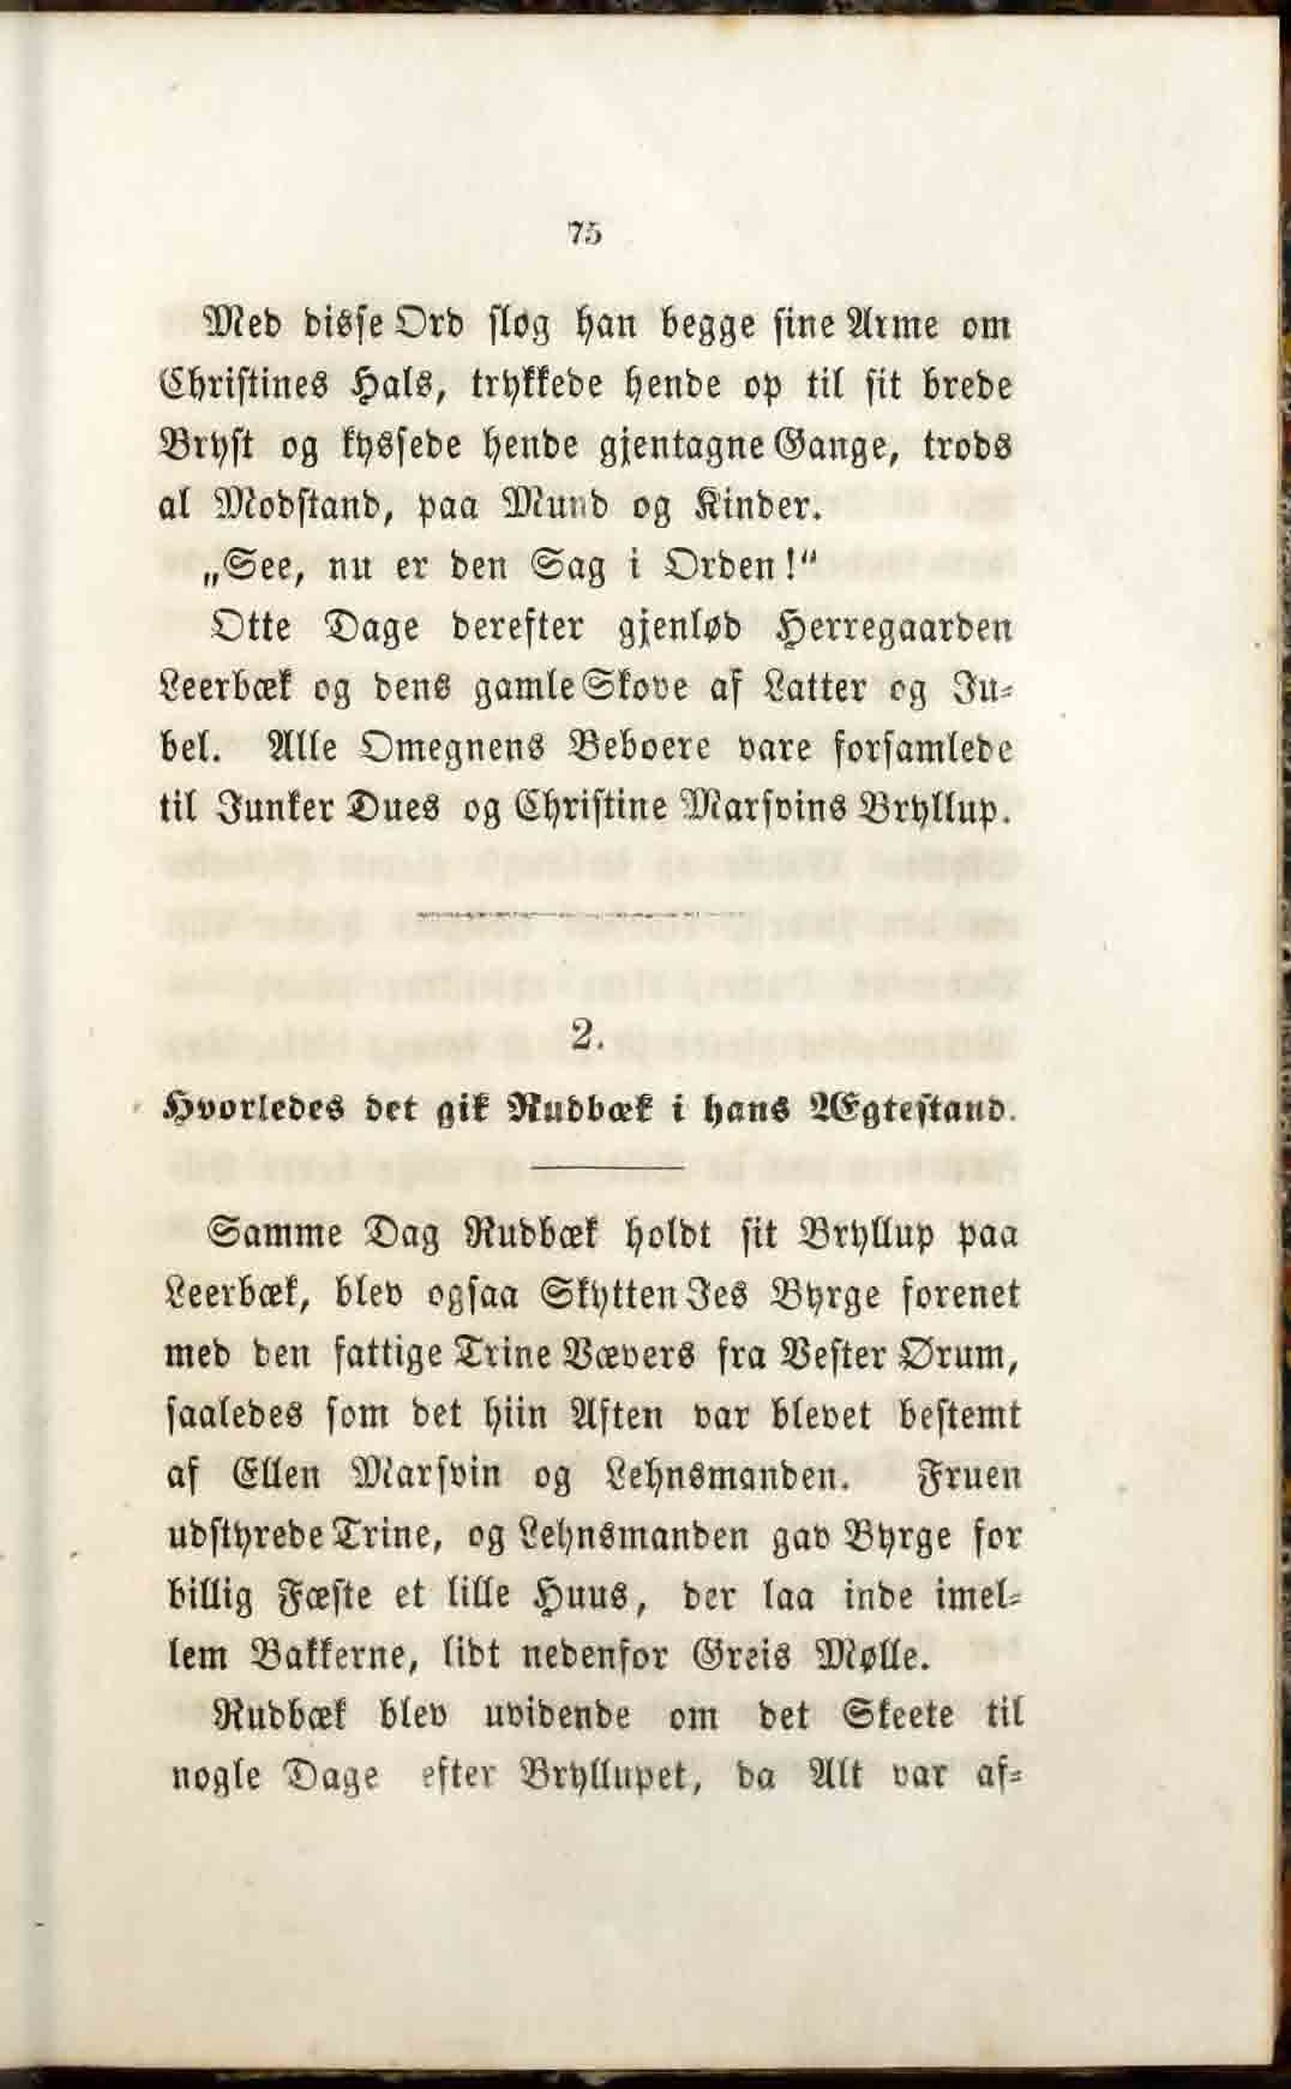 75
Med disse Ord slog han begge sine Arme om
Christines Hals, trykkede hende op til sit brede
Bryst og kyssede hende gjentagne Gange, trods
al Modstand, paa Mund og Kinder.
„See, nu er den Sag i Orden!“
Otte Dage derefter gjenlød Herregaarden
Leerbæk og dens gamle Skove af Latter og Ju-
bel. Alle Omegnens Beboere vare forsamlede
til Junker Dues og Christine Marsvins Bryllup.
2.
Hvorledes det gik Rudbæk i hans Ægtestand.
Samme Dag Rudbæk holdt sit Bryllup paa
Leerbæk, blev ogsaa Skytten Jes Byrge forenet
med den fattige Trine Vævers fra Vester Ørum,
saaledes som det hiin Aften var blevet bestemt
af Ellen Marsvin og Lehnsmanden. Fruen
udstyrede Trine, og Lehnsmanden gav Byrge for
billig Fæste et lille Huus, der laa inde imel-
lem Bakkerne, lidt nedenfor Greis Mølle.
Rudbæk blev uvidende om det Skeete til
nogle Dage efter Bryllupet, da Alt var af-